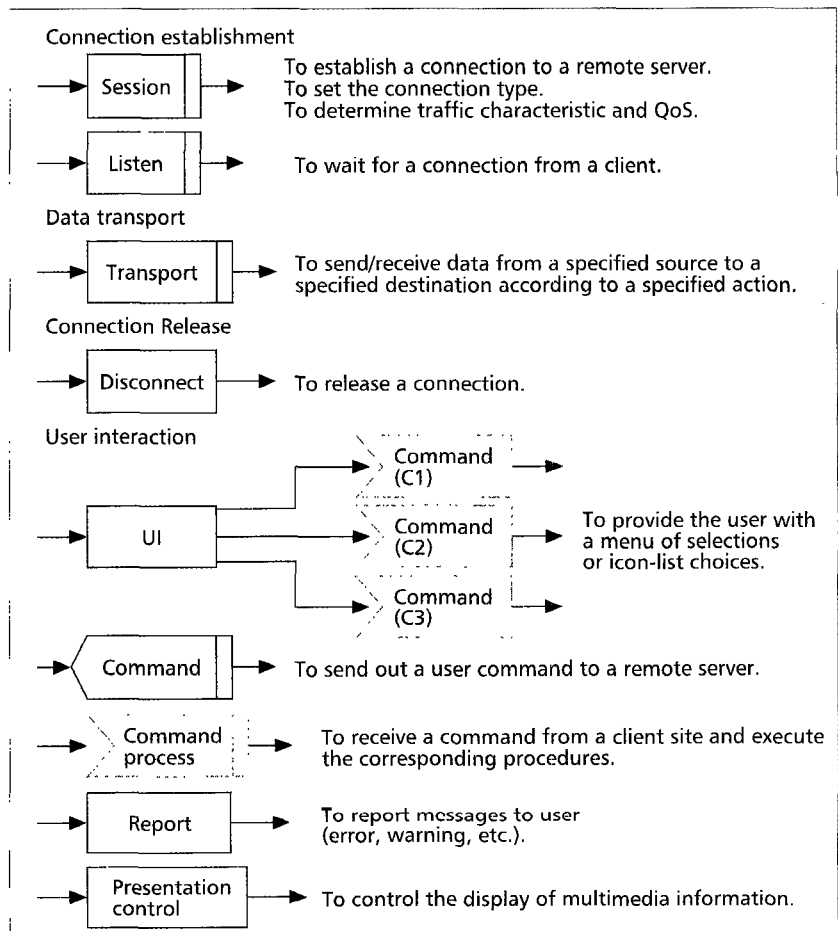 Connection establishment
Session
To establish a connection to a remote server.
To set the connection type.
To determine traffic characteristic and QoS.
Listen
To wait for a connection from a client.
Data transport
Transport
To send/receive data from a specified source to a
specified destination according to a specified action.
Connection Release
Disconnect
To release a connection.
User interaction
UI
Command
(C1)
Command
(C2)
Command
(C3)
To provide the user with
a menu of selections
or icon-list choices.
Command
To send out a user command to a remote server.
Command
process
To receive a command from a client site and execute
the corresponding procedures.
Report
To report messages to user
(error, warning, etc.).
Presentation
control
To control the display of multimedia information.